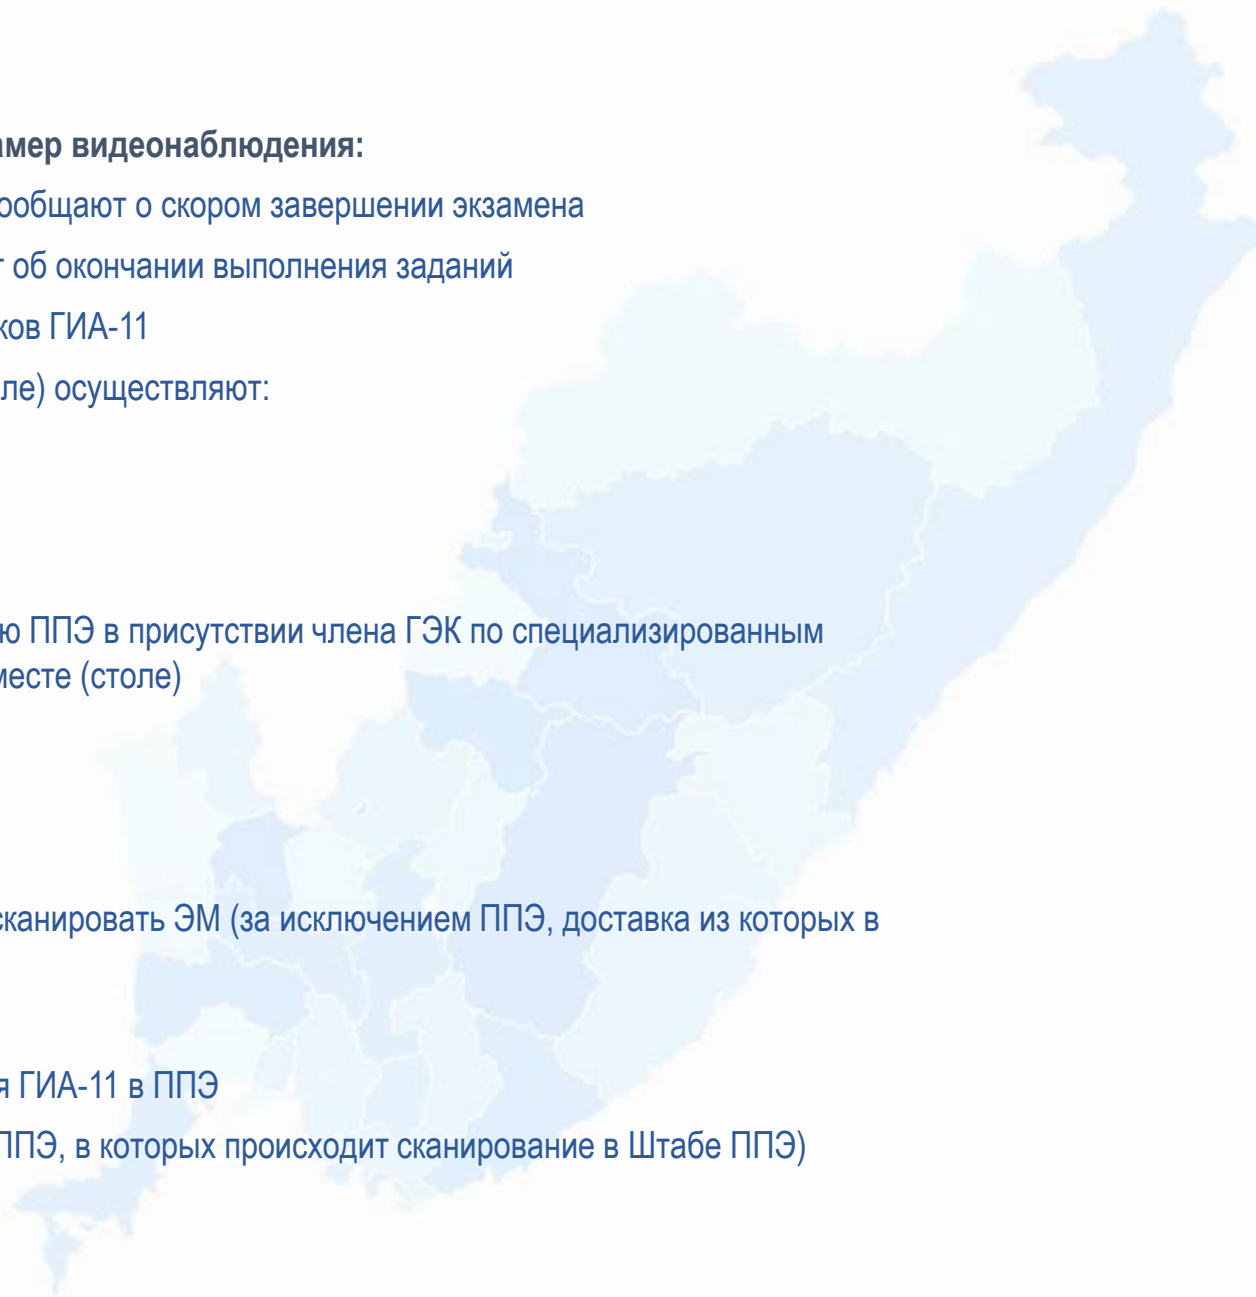 амер видеонаблюдения:
ообщают о скором завершении экзамена
т об окончании выполнения заданий
ков ГИА-11
ле) осуществляют:
ю ППЭ в присутствии члена ГЭК по специализированным
месте (столе)
сканировать ЭМ (за исключением ППЭ, доставка из которых в
я ГИА-11 в ППЭ
ППЭ, в которых происходит сканирование в Штабе ППЭ)